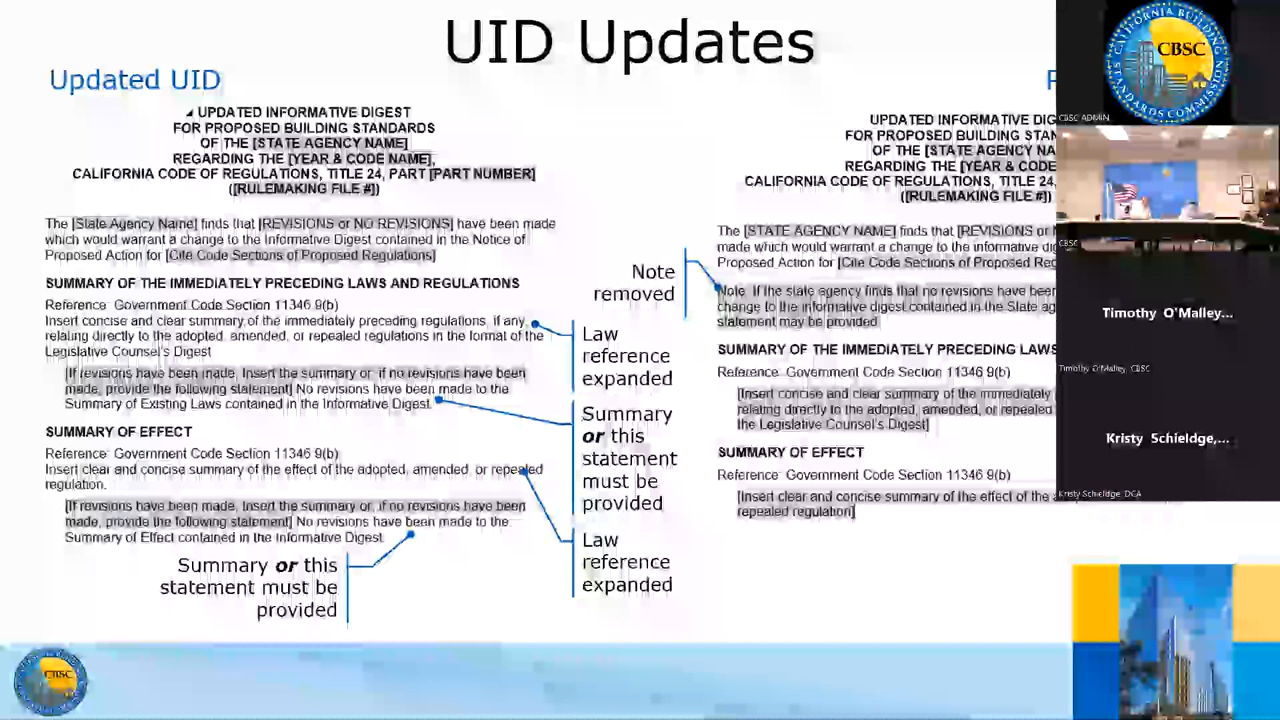 UID Updates
Updated UID
UPDATED INFORMATIVE DIGEST
FOR PROPOSED BUILDING STANDARDS
OF THE [STATE AGENCY NAME]
REGARDING THE [YEAR & CODE NAME],
CALIFORNIA CODE OF REGULATIONS, TITLE 24, PART [PART NUMBER]
([RULEMAKING FILE #])
The [State Agency Name] finds that [REVISIONS or NO REVISIONS] have been made
which would warrant a change to the Informative Digest contained in the Notice of
Proposed Action for [Cite Code Sections of Proposed Regulations]
SUMMARY OF THE IMMEDIATELY PRECEDING LAWS AND REGULATIONS
Reference: Government Code Section 11346.9(b)
Insert concise and clear summary of the immediately preceding regulations, if any,
relating directly to the adopted, amended, or repealed regulations in the format of the
Legislative Counsel's Digest
[If revisions have been made, Insert the summary or, if no revisions have been
made, provide the following statement] No revisions have been made to the
Summary of Existing Laws contained in the Informative Digest.
SUMMARY OF EFFECT
Reference: Government Code Section 11346.9(b)
Insert clear and concise summary of the effect of the adopted, amended, or repealed
regulation.
[If revisions have been made, Insert the summary or, if no revisions have been
made, provide the following statement] No revisions have been made to the
Summary of Effect contained in the Informative Digest.
Summary or this
statement must be
provided
Note
removed
Law
reference
expanded
Summary
or this
statement
must be
provided
Law
reference
expanded
UPDATED INFORMATIVE DIG
FOR PROPOSED BUILDING STAN
OF THE [STATE AGENCY NA
REGARDING THE [YEAR & CODE
CALIFORNIA CODE OF REGULATIONS, TITLE 24,
([RULEMAKING FILE #])
The [STATE AGENCY NAME] finds that [REVISIONS or N
made which would warrant a change to the informative di
Proposed Action for [Cite Code Sections of Proposed Reg
Note: If the state agency finds that no revisions have been
change to the informative digest contained in the State ag
statement may be provided
SUMMARY OF THE IMMEDIATELY PRECEDING LAWS
Reference: Government Code Section 11346.9(b)
[Insert concise and clear summary of the immediately
relating directly to the adopted, amended, or repealed
the Legislative Counsel's Digest]
SUMMARY OF EFFECT
Reference: Government Code Section 11346.9(b)
[Insert clear and concise summary of the effect of the
repealed regulation]
CALIFORNIA BUILDING STANDARDS COMMISSION
CBSC
CBSC ADMIN
CBSC
Timothy O'Malley...
Timothy O'Malley, CBSC
Kristy Schieldge,...
Kristy Schieldge, DCA
CBSC